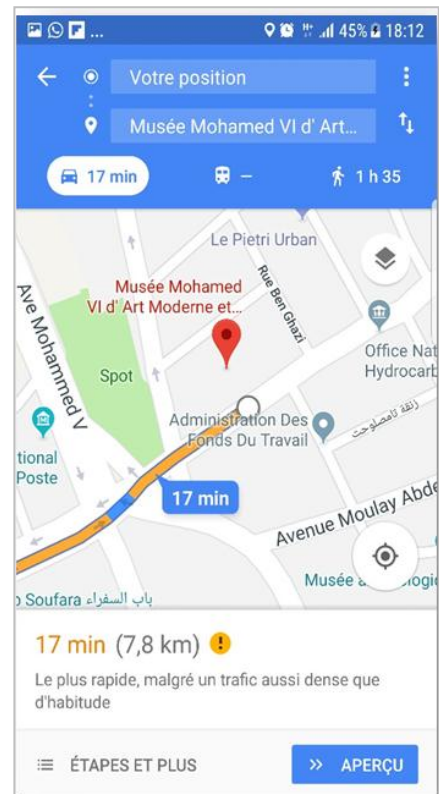 45% 18:12
Votre position
Musée Mohamed VI d' Art...
17 min
–
1 h 35
Le Pietri Urban
Musée Mohamed
VI d' Art Moderne et...
Rue Ben Ghazi
Ave Mohammed V
Office Nat
Hydrocarb
Spot
Administration Des
Fonds Du Travail
زنقة تامصلوحت
tional
Poste
17 min
Avenue Moulay Abde
Musée
ogi
Soufara باب السفراء
17 min (7,8 km)
Le plus rapide, malgré un trafic aussi dense que
d'habitude
ÉTAPES ET PLUS
APERÇU